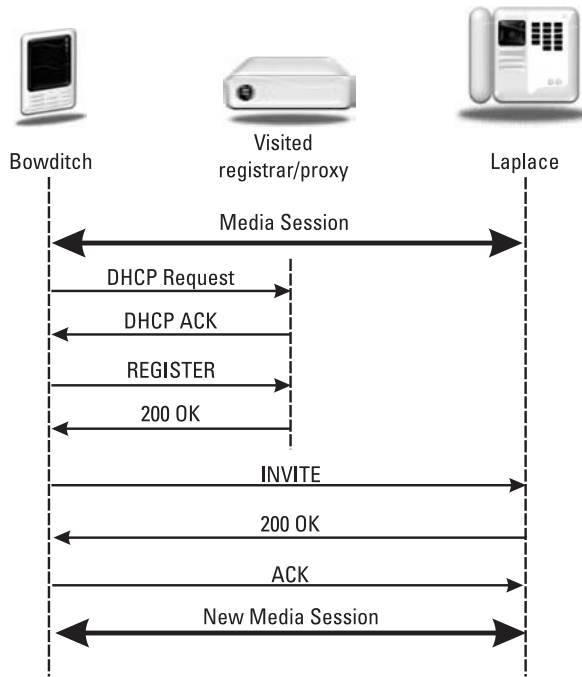 Bowditch
Visited
registrar/proxy
Laplace
Media Session
DHCP Request
DHCP ACK
REGISTER
200 OK
INVITE
200 OK
ACK
New Media Session